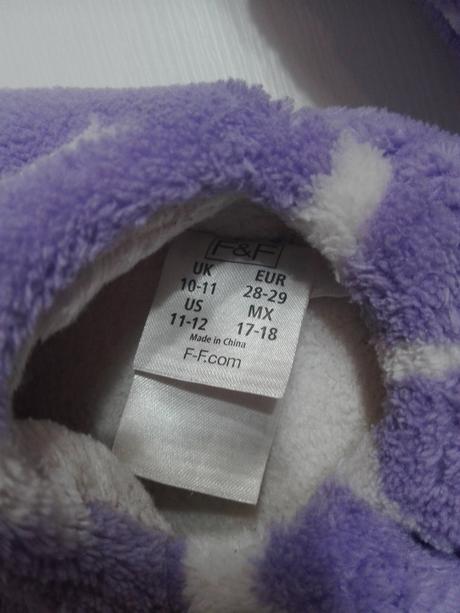 F&F
UK EUR
10-11 28-29
US MX
11-12 17-18
Made in China
F-F.com